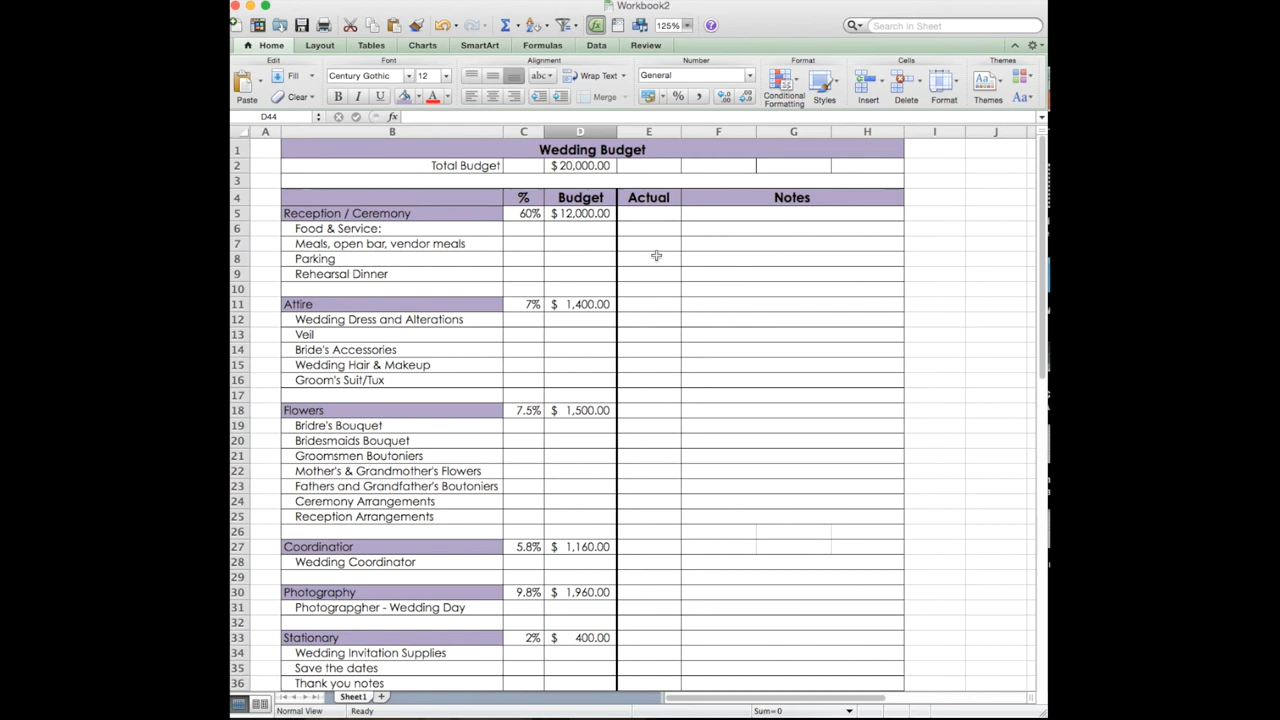 Workbook2
125%
Search in Sheet
Home Layout Tables Charts SmartArt Formulas Data Review
Edit Font Alignment Number Format Cells Themes
Paste Fill Century Gothic 12 abc Wrap Text General Conditional Formatting Styles Insert Delete Format Themes Aa
Clear B I U A Merge % ,
D44 fx
A B C D E F G H I J
1 Wedding Budget
2 Total Budget $ 20,000.00
3
4 % Budget Actual Notes
5 Reception / Ceremony 60% $ 12,000.00
6 Food & Service:
7 Meals, open bar, vendor meals
8 Parking
9 Rehearsal Dinner
10
11 Attire 7% $ 1,400.00
12 Wedding Dress and Alterations
13 Veil
14 Bride's Accessories
15 Wedding Hair & Makeup
16 Groom's Suit/Tux
17
18 Flowers 7.5% $ 1,500.00
19 Bridre's Bouquet
20 Bridesmaids Bouquet
21 Groomsmen Boutoniers
22 Mother's & Grandmother's Flowers
23 Fathers and Grandfather's Boutoniers
24 Ceremony Arrangements
25 Reception Arrangements
26
27 Coordinatior 5.8% $ 1,160.00
28 Wedding Coordinator
29
30 Photography 9.8% $ 1,960.00
31 Photograpgher - Wedding Day
32
33 Stationary 2% $ 400.00
34 Wedding Invitation Supplies
35 Save the dates
36 Thank you notes
Sheet1
Normal View Ready Sum=0